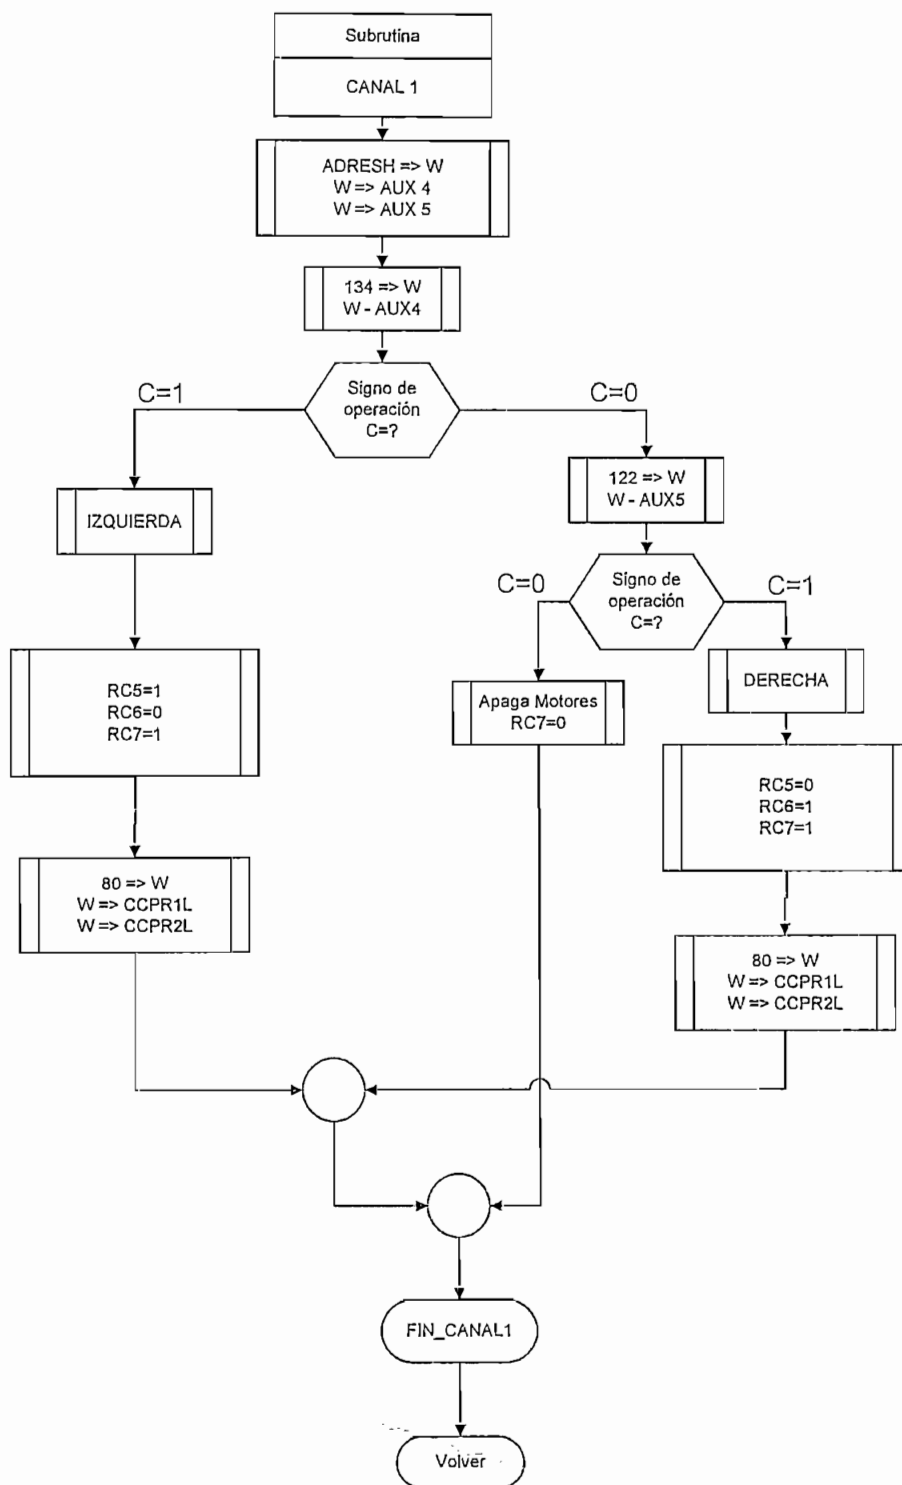 Subrutina
CANAL 1
ADRESH => W
W => AUX 4
W => AUX 5
134 => W
W - AUX4
Signo de
operación
C=?
C=1
C=0
IZQUIERDA
122 => W
W - AUX5
Signo de
operación
C=?
C=0
C=1
RC5=1
RC6=0
RC7=1
Apaga Motores
RC7=0
DERECHA
RC5=0
RC6=1
RC7=1
80 => W
W => CCPR1L
W => CCPR2L
80 => W
W => CCPR1L
W => CCPR2L
FIN_CANAL1
Volver